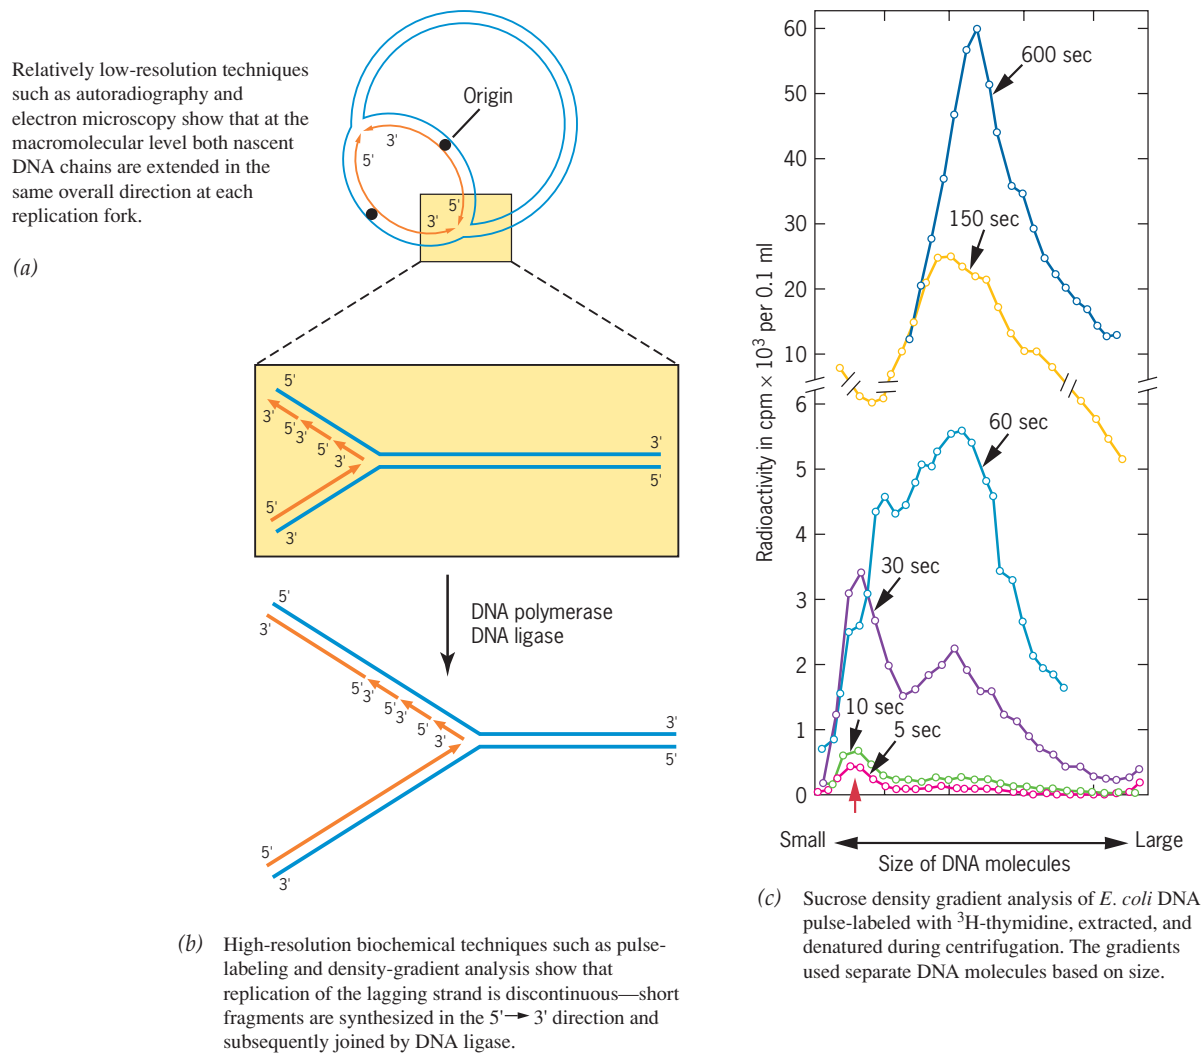 Relatively low-resolution techniques
such as autoradiography and
electron microscopy show that at the
macromolecular level both nascent
DNA chains are extended in the
same overall direction at each
replication fork.
(a)
Origin
3'
5'
5'
3'
5'
3'
5'
3'
5'
3'
3'
5'
5'
3'
DNA polymerase
DNA ligase
5'
3'
5'
3'
5'
3'
5'
3'
3'
5'
5'
3'
(b) High-resolution biochemical techniques such as pulse-
labeling and density-gradient analysis show that
replication of the lagging strand is discontinuous—short
fragments are synthesized in the 5'→ 3' direction and
subsequently joined by DNA ligase.
Radioactivity in cpm × 10³ per 0.1 ml
60
50
40
30
20
10
6
5
4
3
2
1
0
600 sec
150 sec
60 sec
30 sec
10 sec
5 sec
Small Large
Size of DNA molecules
(c) Sucrose density gradient analysis of E. coli DNA
pulse-labeled with ³H-thymidine, extracted, and
denatured during centrifugation. The gradients
used separate DNA molecules based on size.